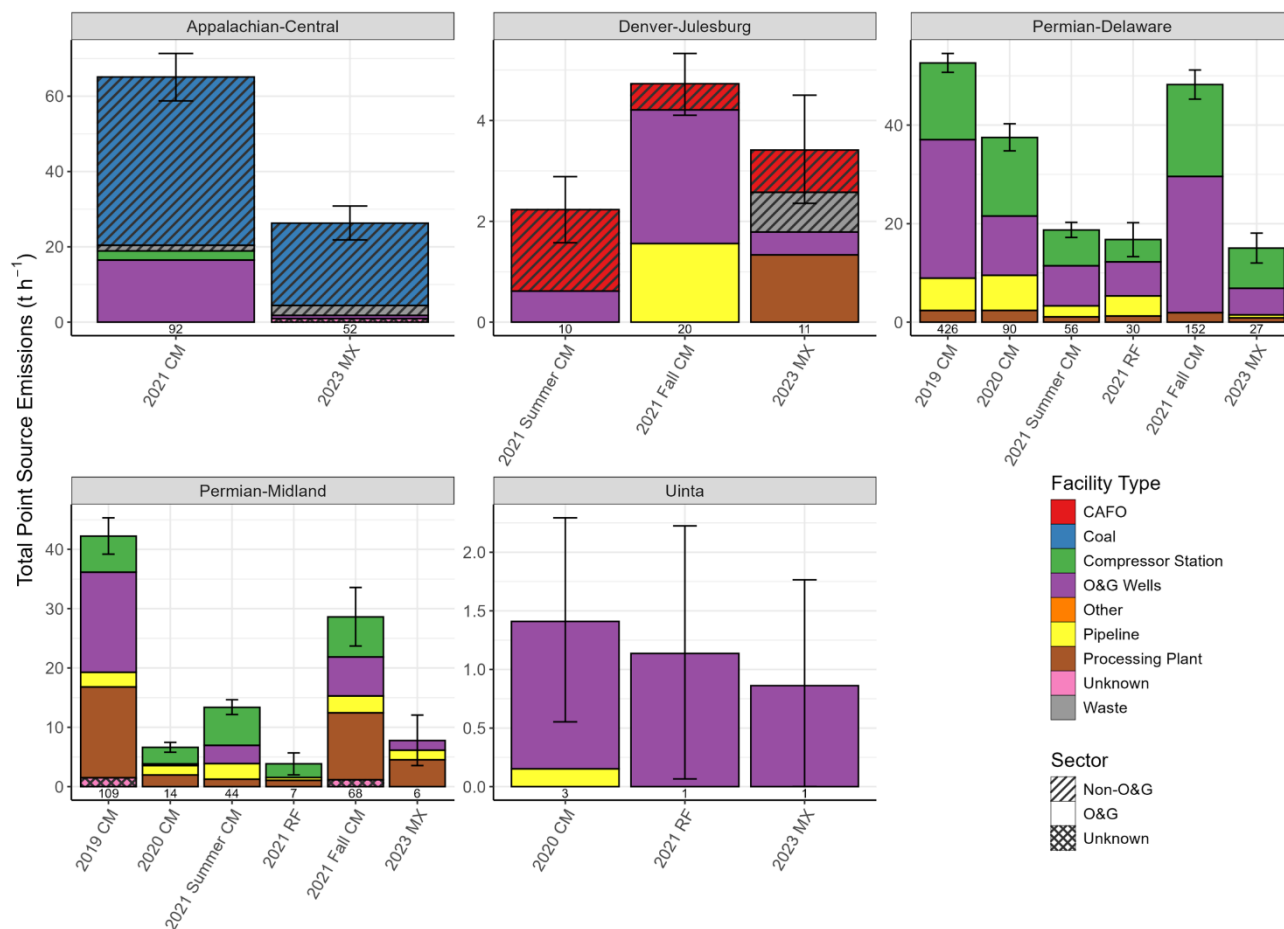 Appalachian-Central
Denver-Julesburg
Permian-Delaware
Total Point Source Emissions (t h⁻¹)
60
40
20
0
92
52
2021 CM
2023 MX
4
2
0
10
20
11
2021 Summer CM
2021 Fall CM
2023 MX
40
20
0
426
90
56
30
152
27
2019 CM
2020 CM
2021 Summer CM
2021 RF
2021 Fall CM
2023 MX
Permian-Midland
Uinta
40
30
20
10
0
109
14
44
7
68
6
2019 CM
2020 CM
2021 Summer CM
2021 RF
2021 Fall CM
2023 MX
2.0
1.5
1.0
0.5
0.0
3
1
1
2020 CM
2021 RF
2023 MX
Facility Type
CAFO
Coal
Compressor Station
O&G Wells
Other
Pipeline
Processing Plant
Unknown
Waste
Sector
Non-O&G
O&G
Unknown